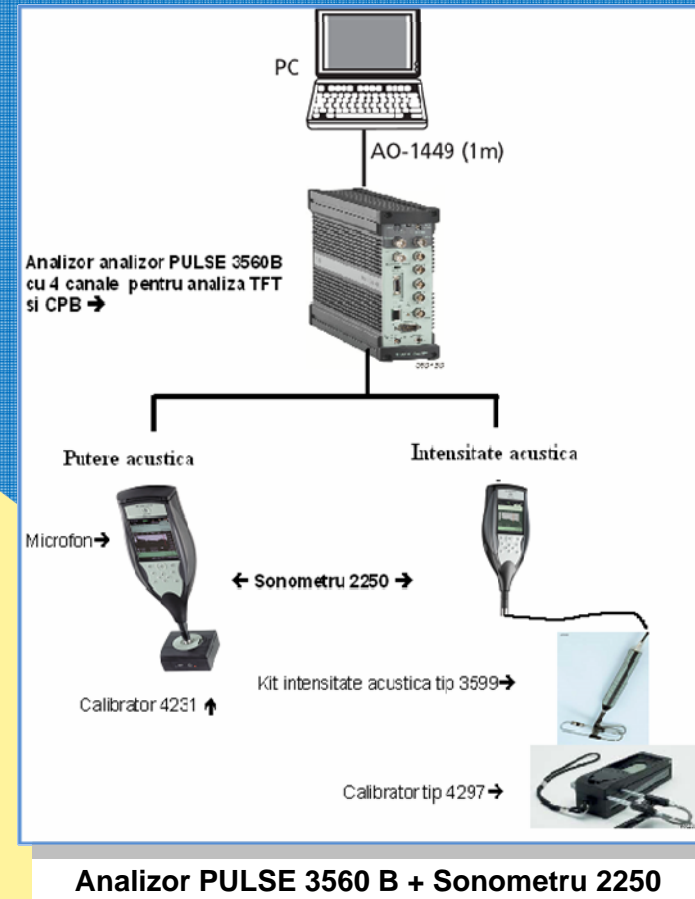 PC
AO-1449 (1m)
Analizor analizor PULSE 3560B
cu 4 canale pentru analiza TFT
si CPB →
Putere acustica
Intensitate acustica
Microfon→
← Sonometru 2250 →
Kit intensitate acustica tip 3599→
Calibrator 4231 ↑
Calibrator tip 4297→
Analizor PULSE 3560 B + Sonometru 2250